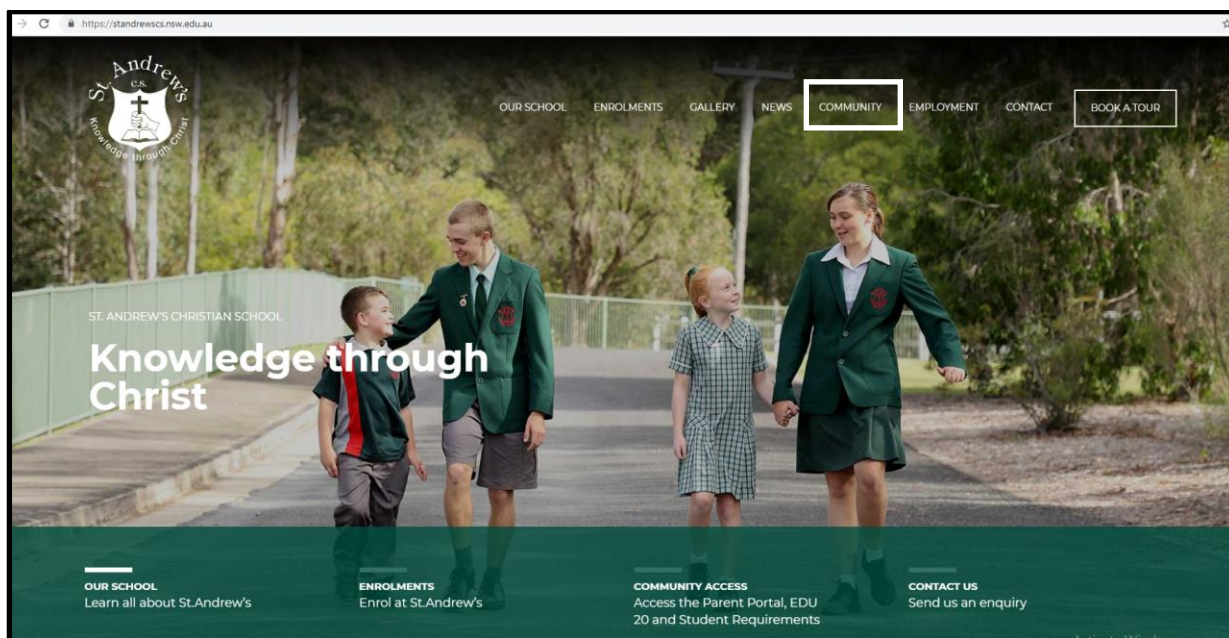 https://standrewscs.nsw.edu.au
St. Andrew's
C.S.
Knowledge through Christ
OUR SCHOOL ENROLMENTS GALLERY NEWS COMMUNITY EMPLOYMENT CONTACT BOOK A TOUR
ST. ANDREW'S CHRISTIAN SCHOOL
Knowledge through
Christ
OUR SCHOOL
Learn all about St.Andrew's
ENROLMENTS
Enrol at St.Andrew's
COMMUNITY ACCESS
Access the Parent Portal, EDU
20 and Student Requirements
CONTACT US
Send us an enquiry